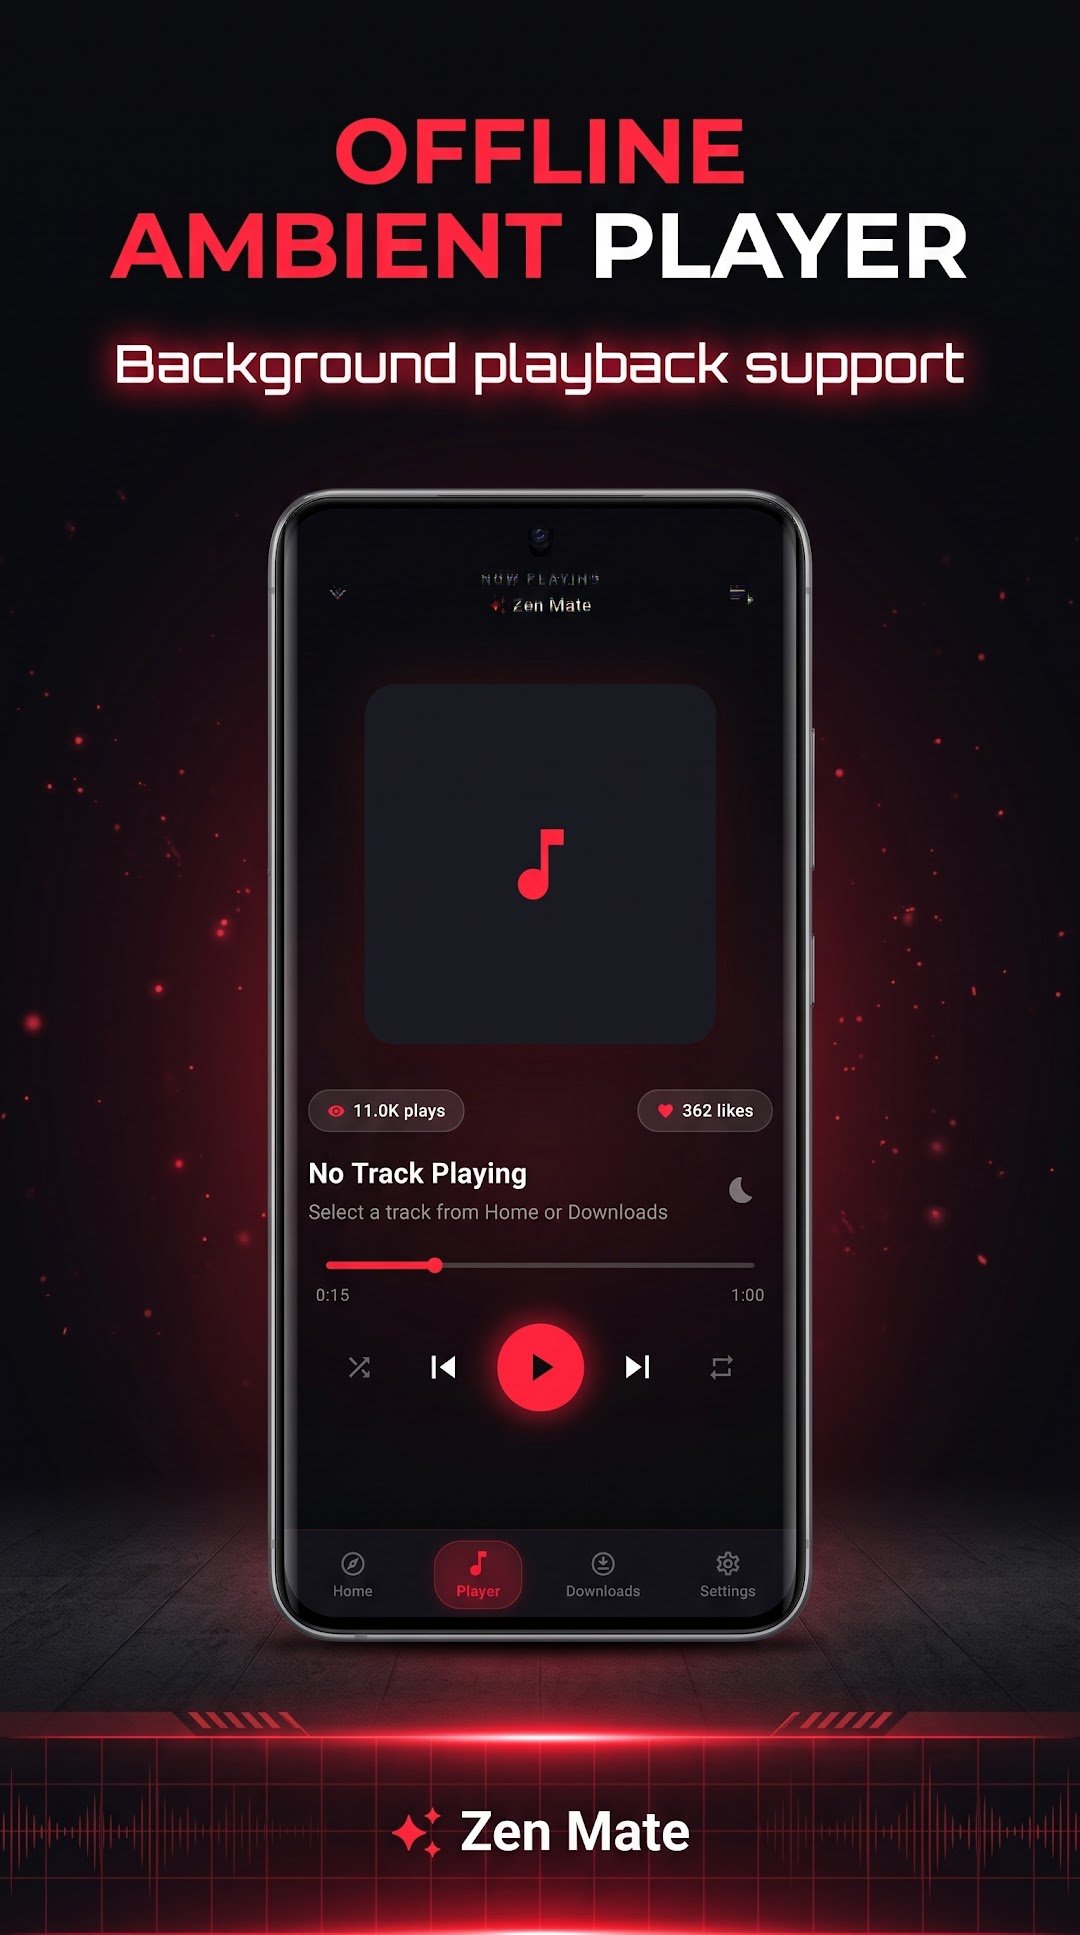 OFFLINE
AMBIENT PLAYER
Background playback support
NOW PLAYING
Zen Mate
11.0K plays
362 likes
No Track Playing
Select a track from Home or Downloads
0:15
1:00
Home
Player
Downloads
Settings
Zen Mate